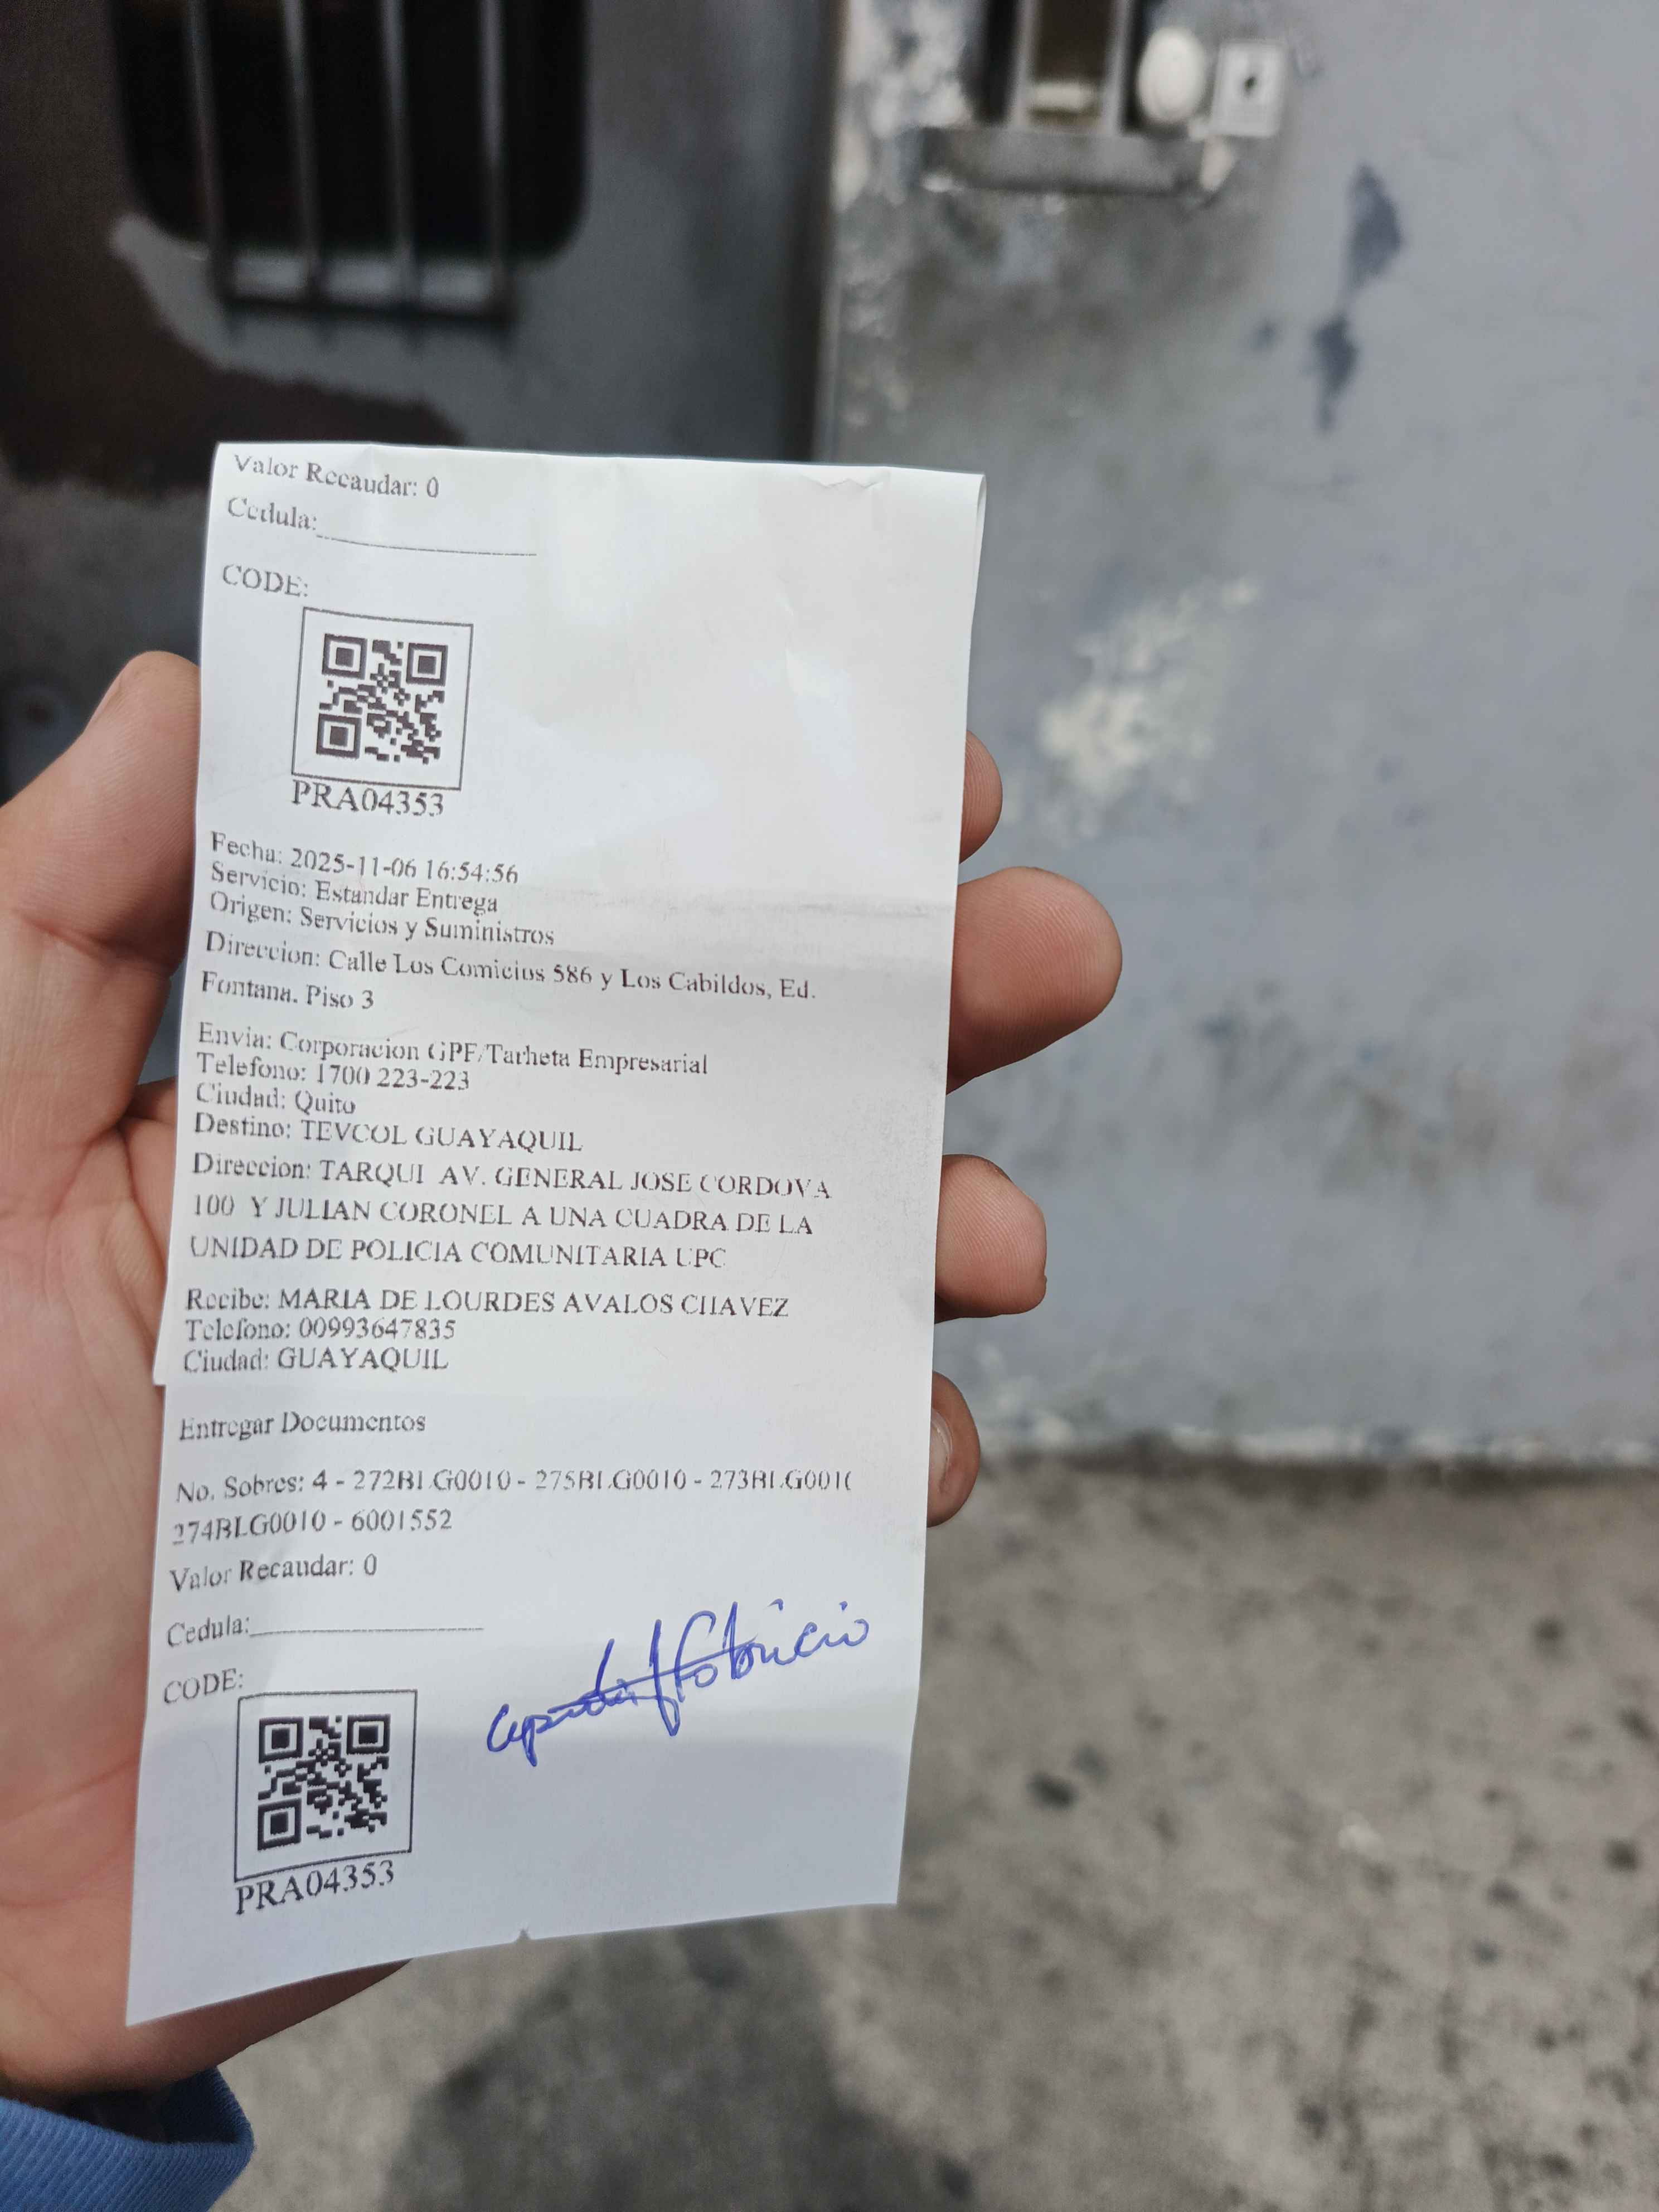 Valor Recaudar: 0
Cedula:
CODE:
PRA04353
Fecha: 2025-11-06 16:54:56
Servicio: Estandar Entrega
Origen: Servicios y Suministros
Direccion: Calle Los Comicios 586 y Los Cabildos, Ed.
Fontana. Piso 3
Envia: Corporacion GPF/Tarheta Empresarial
Telefono: 1700 223-223
Ciudad: Quito
Destino: TEVCOL GUAYAQUIL
Direccion: TARQUI AV. GENERAL JOSE CORDOVA
100 Y JULIAN CORONEL A UNA CUADRA DE LA
UNIDAD DE POLICIA COMUNITARIA UPC
Recibe: MARIA DE LOURDES AVALOS CHAVEZ
Telefono: 00993647835
Ciudad: GUAYAQUIL
Entregar Documentos
No. Sobres: 4 - 272BLG0010 - 275BLG0010 - 273BLG0010
274BLG0010 - 6001552
Valor Recaudar: 0
Cedula:
CODE:
Fabricio
PRA04353